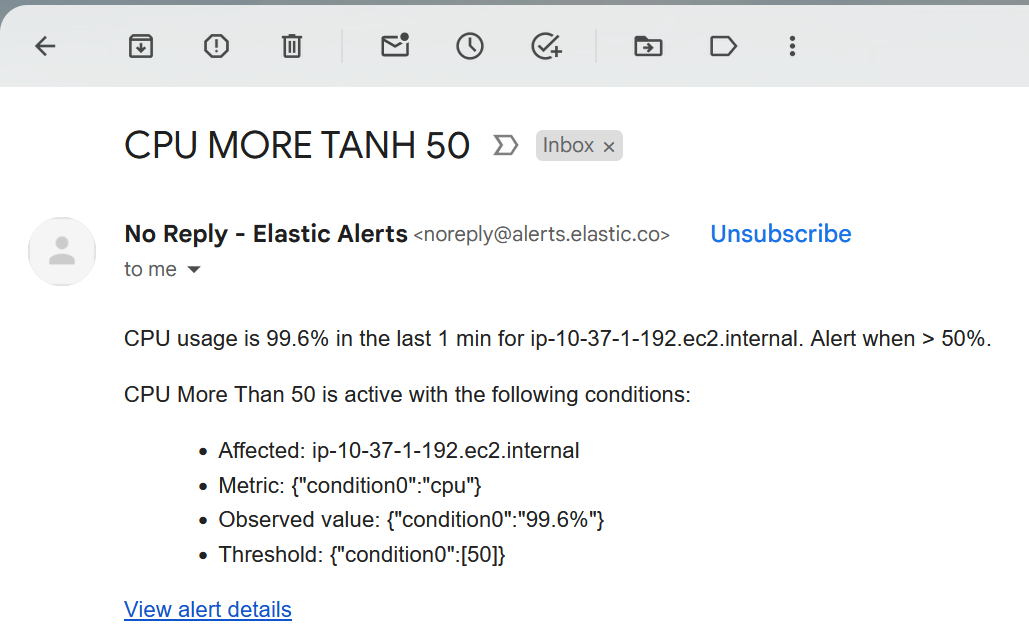 CPU MORE TANH 50 Inbox ×
No Reply - Elastic Alerts <noreply@alerts.elastic.co> Unsubscribe
to me
CPU usage is 99.6% in the last 1 min for ip-10-37-1-192.ec2.internal. Alert when > 50%.
CPU More Than 50 is active with the following conditions:
• Affected: ip-10-37-1-192.ec2.internal
• Metric: {"condition0":"cpu"}
• Observed value: {"condition0":"99.6%"}
• Threshold: {"condition0":[50]}
View alert details